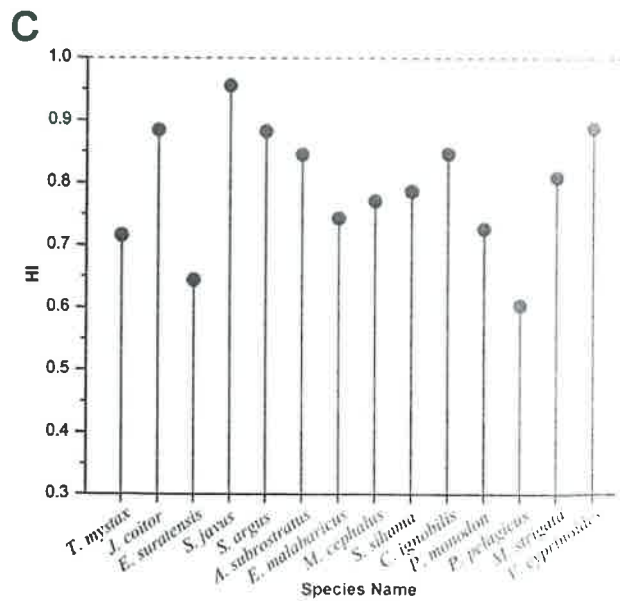 C
1.0
0.9
0.8
0.7
0.6
0.5
0.4
0.3
HI
T. mystax
J. coitor
E. suratensis
S. javus
S. argus
A. subrostratus
E. malabaricus
M. cephalus
S. sihama
C. ignobilis
P. monodon
P. pelagicus
M. strigata
Species Name